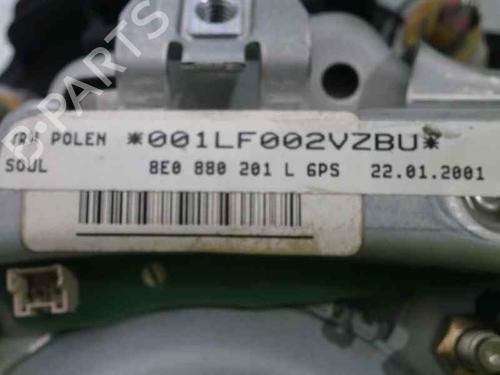 TRW POLEN *001LF002VZBU*
SOUL 8E0 880 201 L 6PS 22.01.2001
B-PARTS